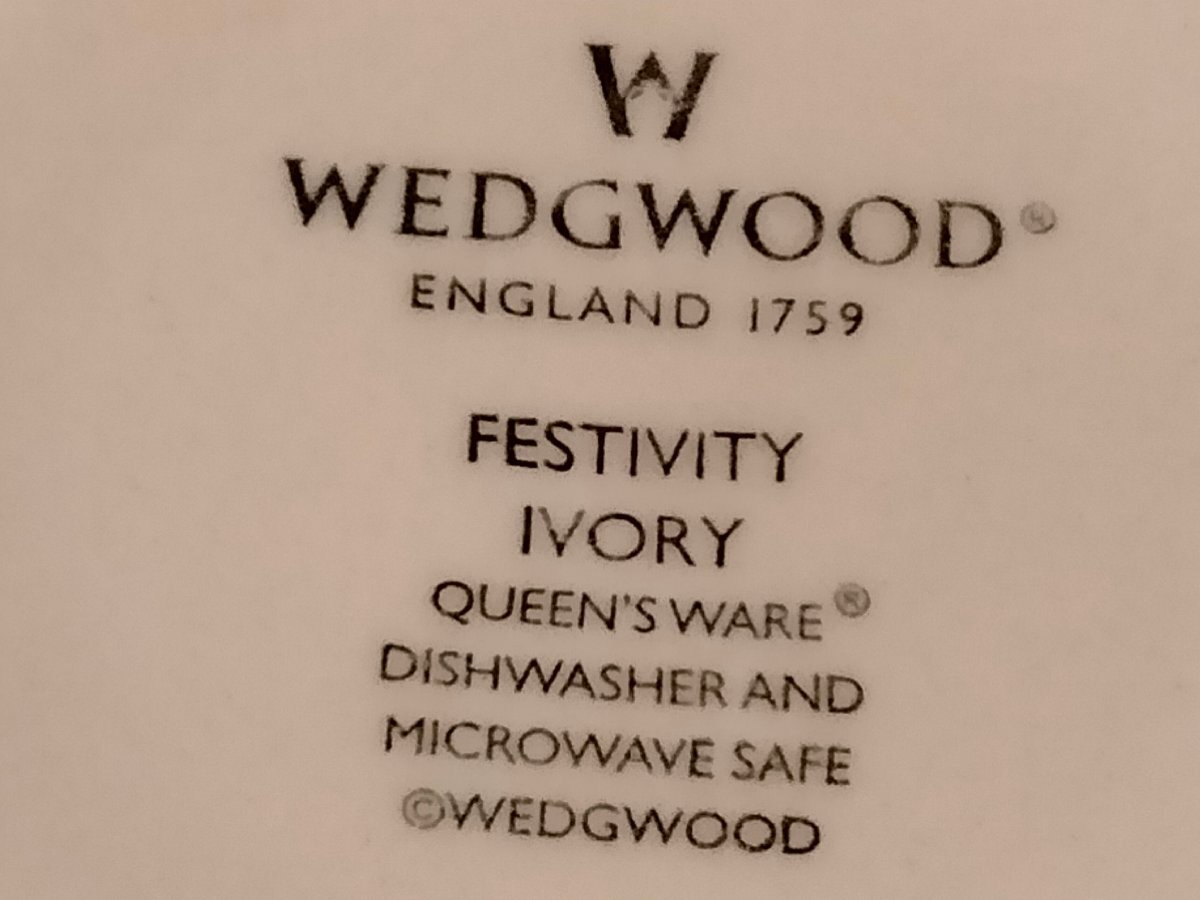 W
WEDGWOOD®
ENGLAND 1759
FESTIVITY
IVORY
QUEEN'S WARE®
DISHWASHER AND
MICROWAVE SAFE
©WEDGWOOD